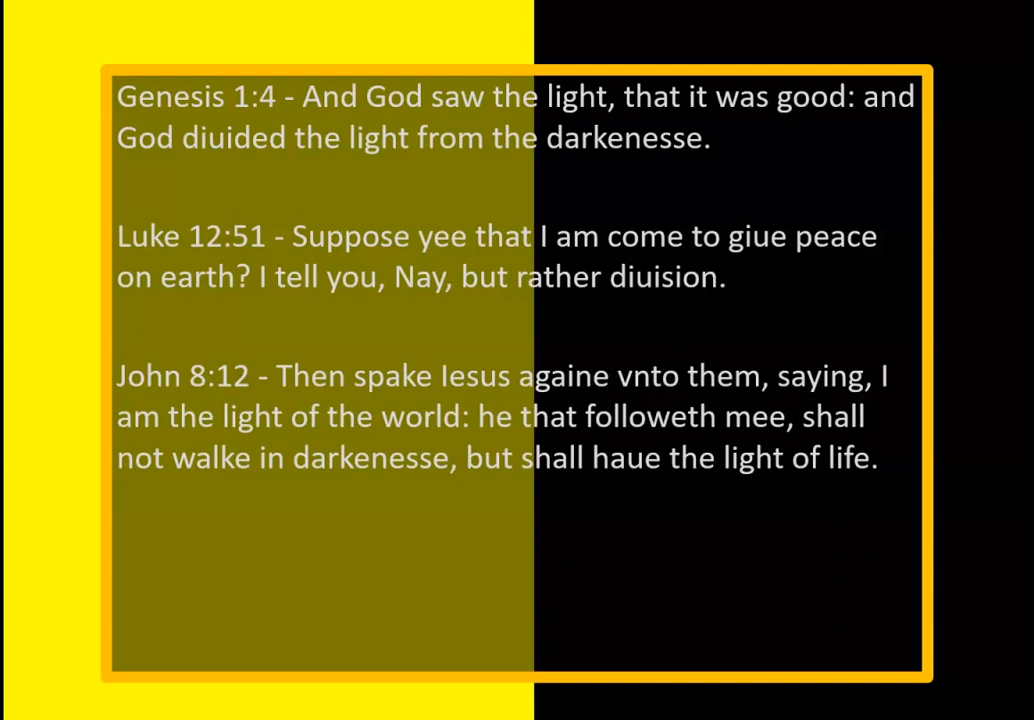 Genesis 1:4 - And God saw the light, that it was good: and
God diuided the light from the darkenesse.
Luke 12:51 - Suppose yee that I am come to giue peace
on earth? I tell you, Nay, but rather diuision.
John 8:12 - Then spake Iesus againe vnto them, saying, I
am the light of the world: he that followeth mee, shall
not walke in darkenesse, but shall haue the light of life.